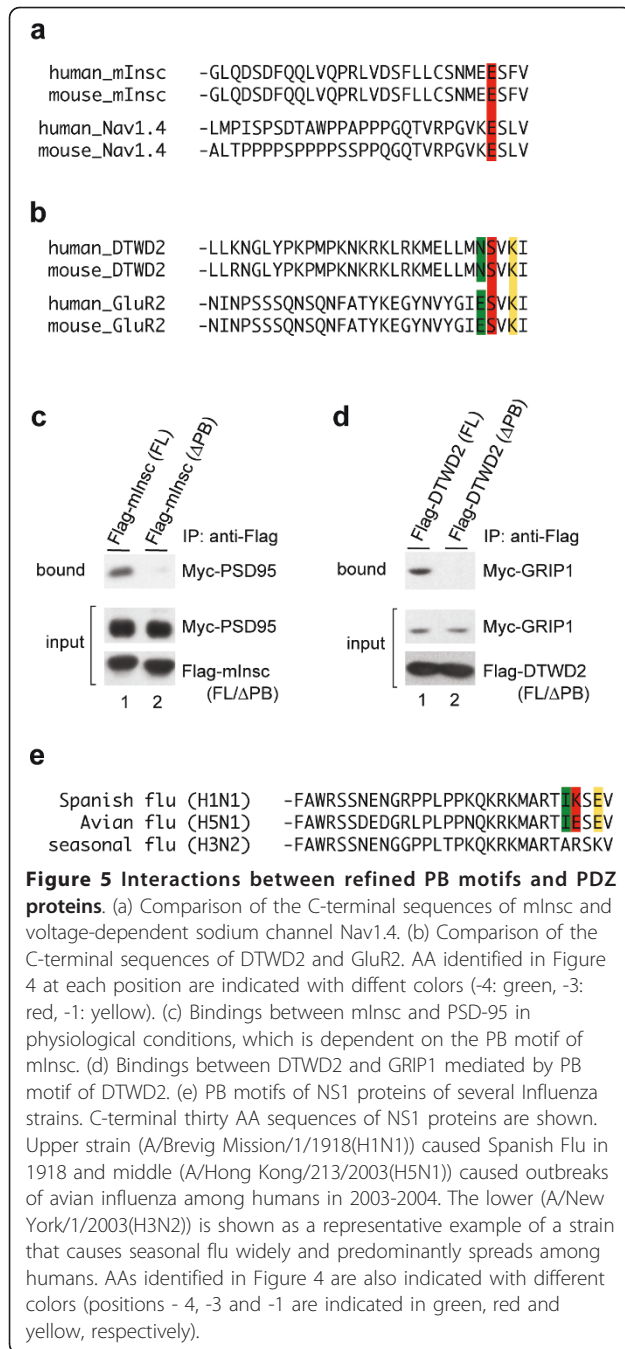 a
human_mInsc -GLQDSDFQQLVQPRLVDSFLLCSNMEESFV
mouse_mInsc -GLQDSDFQQLVQPRLVDSFLLCSNMEESFV
human_Nav1.4 -LMPISPSDTAWPPAPPPGQTVRPGVKESLV
mouse_Nav1.4 -ALTPPPPSPPPPSSPPQGQTVRPGVKESLV
b
human_DTWD2 -LLKNGLYPKPMPKNKRKLRKMELLMNSVKI
mouse_DTWD2 -LLRNGLYPKPMPKNKRKLRKMELLMNSVKI
human_GluR2 -NINPSSSQNSQNFATYKEGYNVYGIESVKI
mouse_GluR2 -NINPSSSQNSQNFATYKEGYNVYGIESVKI
c
Flag-mInsc (FL)
Flag-mInsc (ΔPB)
IP: anti-Flag
bound Myc-PSD95
input Myc-PSD95
Flag-mInsc
(FL/ΔPB)
1 2
d
Flag-DTWD2 (FL)
Flag-DTWD2 (ΔPB)
IP: anti-Flag
bound Myc-GRIP1
input Myc-GRIP1
Flag-DTWD2
(FL/ΔPB)
1 2
e
Spanish flu (H1N1) -FAWRSSNENGRPPLPPKQKRKMARTIKSEV
Avian flu (H5N1) -FAWRSSDEDGRLPLPPNQKRKMARTIESEV
seasonal flu (H3N2) -FAWRSSNENGGPPLTPKQKRKMARTARSKV
Figure 5 Interactions between refined PB motifs and PDZ
proteins. (a) Comparison of the C-terminal sequences of mInsc and
voltage-dependent sodium channel Nav1.4. (b) Comparison of the
C-terminal sequences of DTWD2 and GluR2. AA identified in Figure
4 at each position are indicated with diffent colors (-4: green, -3:
red, -1: yellow). (c) Bindings between mInsc and PSD-95 in
physiological conditions, which is dependent on the PB motif of
mInsc. (d) Bindings between DTWD2 and GRIP1 mediated by PB
motif of DTWD2. (e) PB motifs of NS1 proteins of several Influenza
strains. C-terminal thirty AA sequences of NS1 proteins are shown.
Upper strain (A/Brevig Mission/1/1918(H1N1)) caused Spanish Flu in
1918 and middle (A/Hong Kong/213/2003(H5N1)) caused outbreaks
of avian influenza among humans in 2003-2004. The lower (A/New
York/1/2003(H3N2)) is shown as a representative example of a strain
that causes seasonal flu widely and predominantly spreads among
humans. AAs identified in Figure 4 are also indicated with different
colors (positions - 4, -3 and -1 are indicated in green, red and
yellow, respectively).